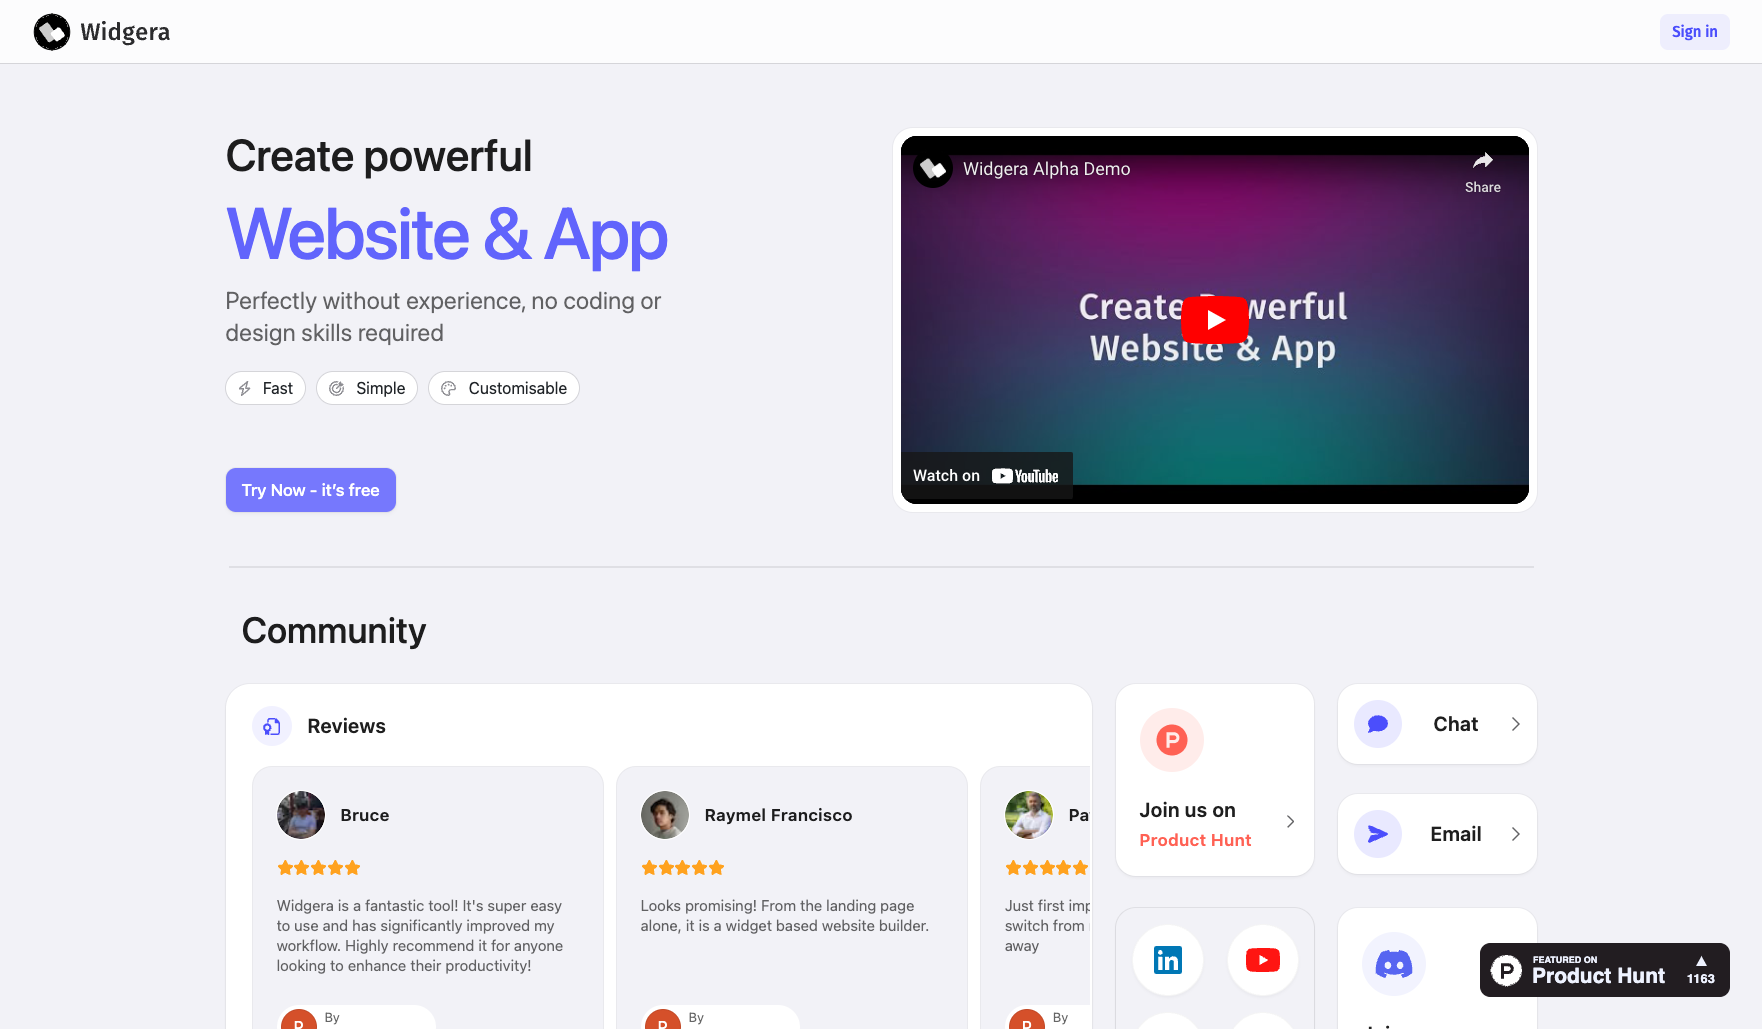 Widgera
Sign in
Create powerful
Website & App
Perfectly without experience, no coding or
design skills required
Fast
Simple
Customisable
Try Now - it's free
Widgera Alpha Demo
Share
Create Powerful
Website & App
Watch on YouTube
Community
Reviews
Bruce
Widgera is a fantastic tool! It's super easy
to use and has significantly improved my
workflow. Highly recommend it for anyone
looking to enhance their productivity!
By
Raymel Francisco
Looks promising! From the landing page
alone, it is a widget based website builder.
By
Just first
switch from
away
By
Join us on
Product Hunt
Chat
Email
FEATURED ON
Product Hunt
1163